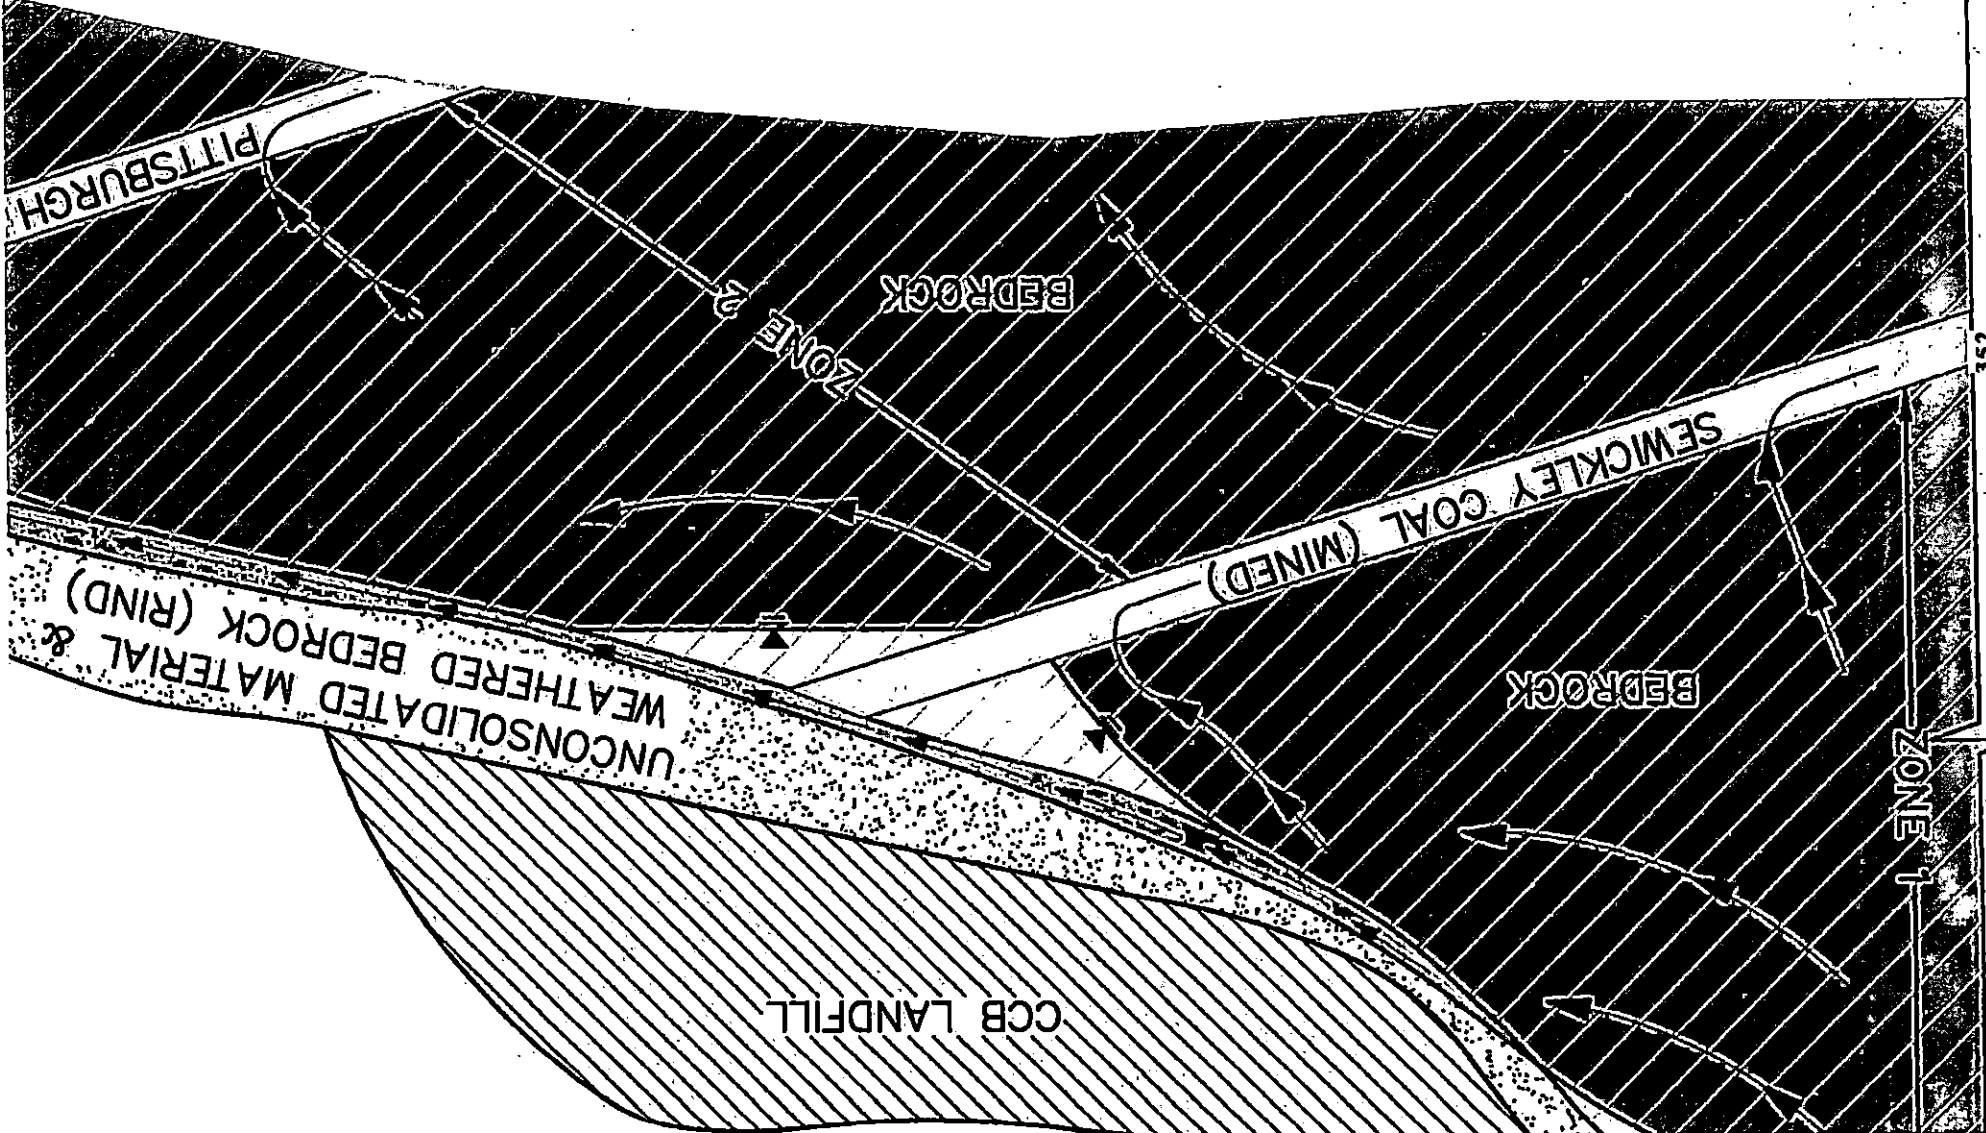 CCB LANDFILL
UNCONSOLIDATED MATERIAL &
WEATHERED BEDROCK (RIND)
ZONE 1
BEDROCK
SEWICKLEY COAL (MINED)
ZONE 2
BEDROCK
PITTSBURGH